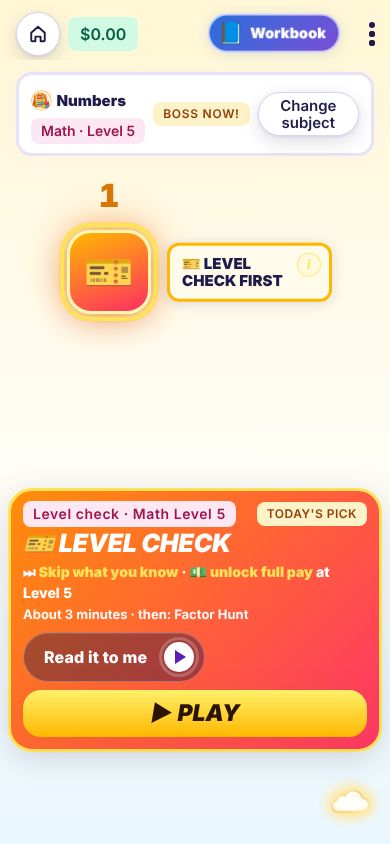 $0.00
Workbook
Numbers
Math · Level 5
BOSS NOW!
Change
subject
1
LEVEL
CHECK FIRST
i
Level check · Math Level 5
TODAY'S PICK
LEVEL CHECK
⏭ Skip what you know · 💵 unlock full pay at
Level 5
About 3 minutes · then: Factor Hunt
Read it to me
▶ PLAY